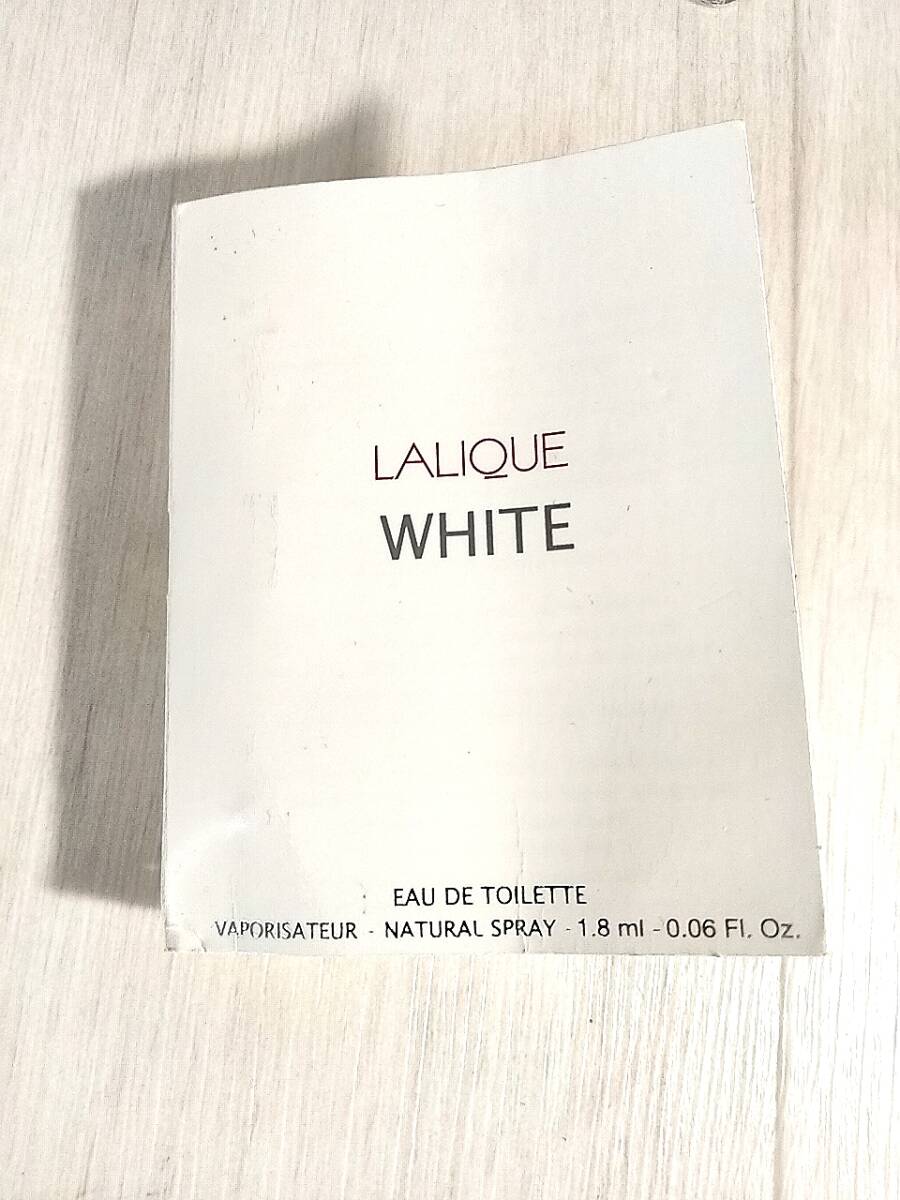 LALIQUE
WHITE
EAU DE TOILETTE
VAPORISATEUR - NATURAL SPRAY - 1.8 ml - 0.06 Fl. Oz.